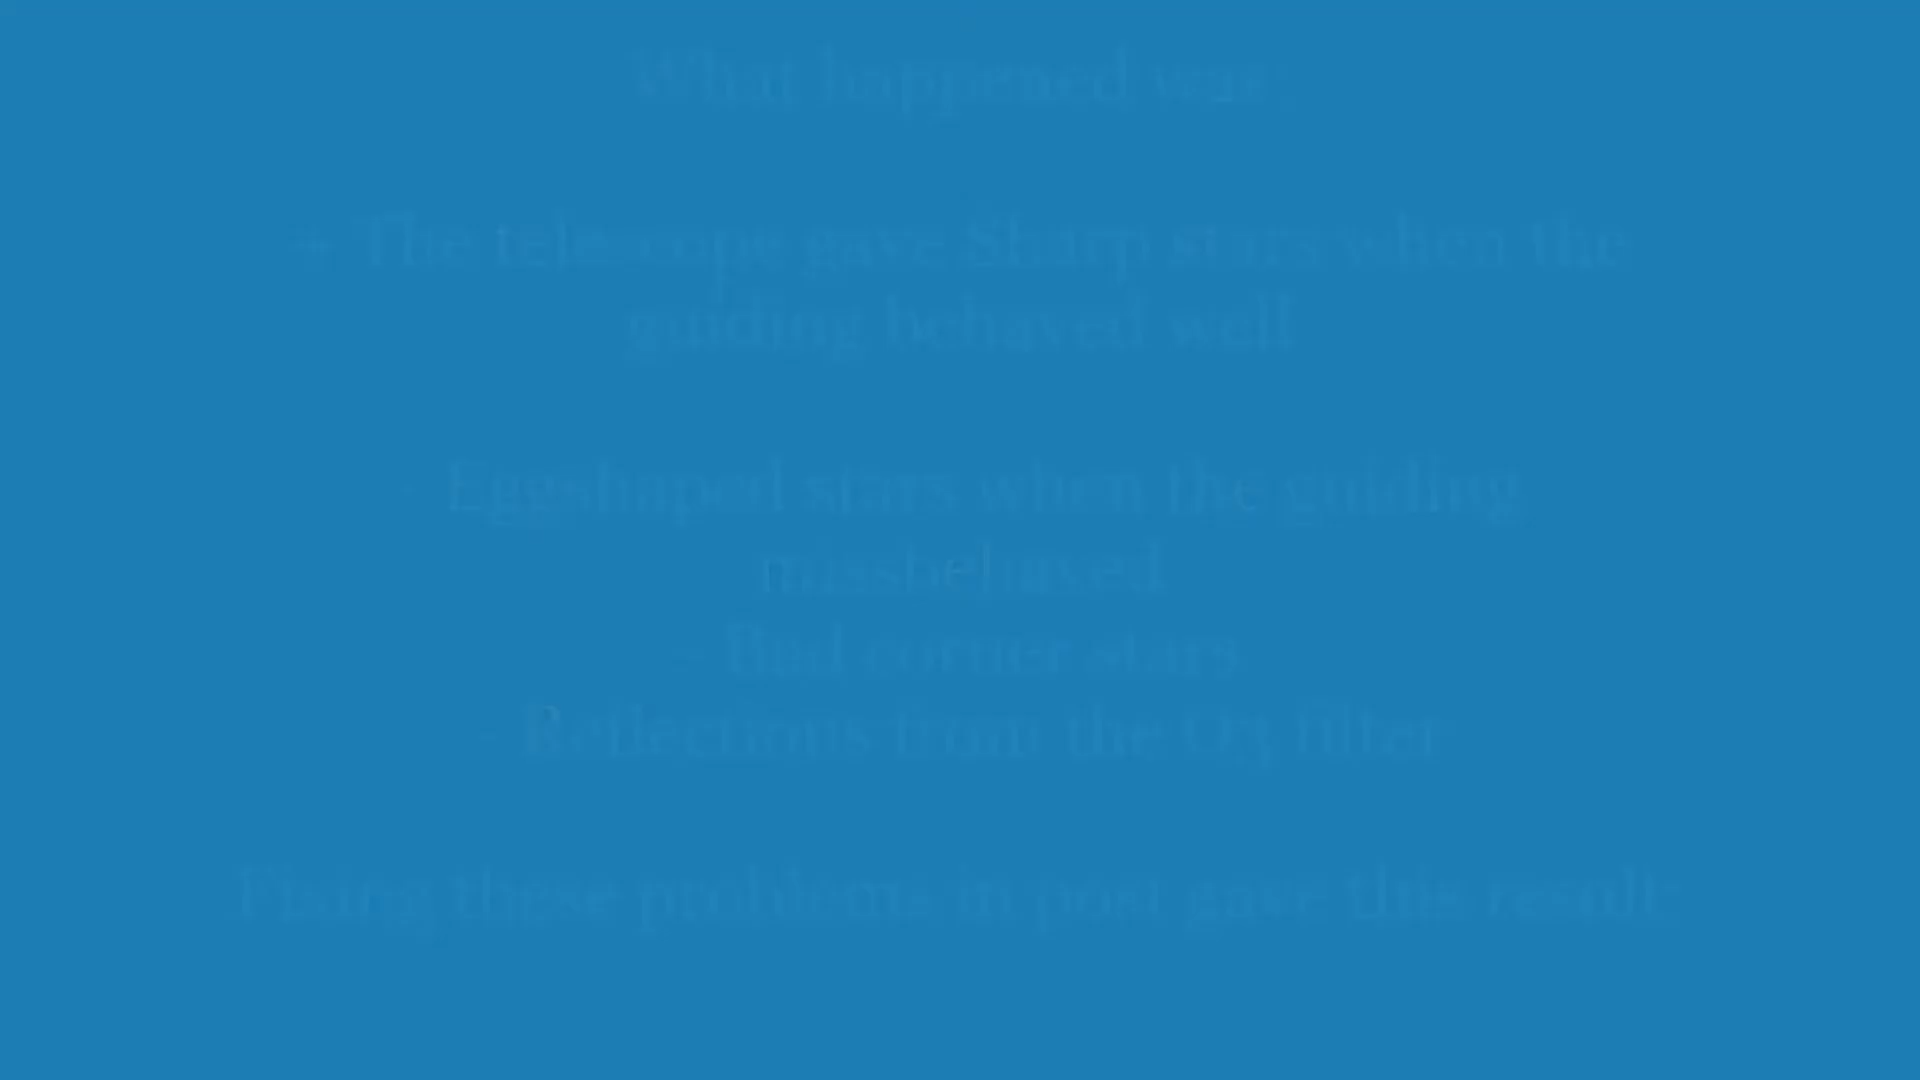 What happened was:
+ The telescope gave Sharp stars when the
guiding behaved well
- Eggshaped stars when the guiding
missbehaved
- Bad corner stars
- Reflections from the O3 filter
Fixing these problems in post gave this result: